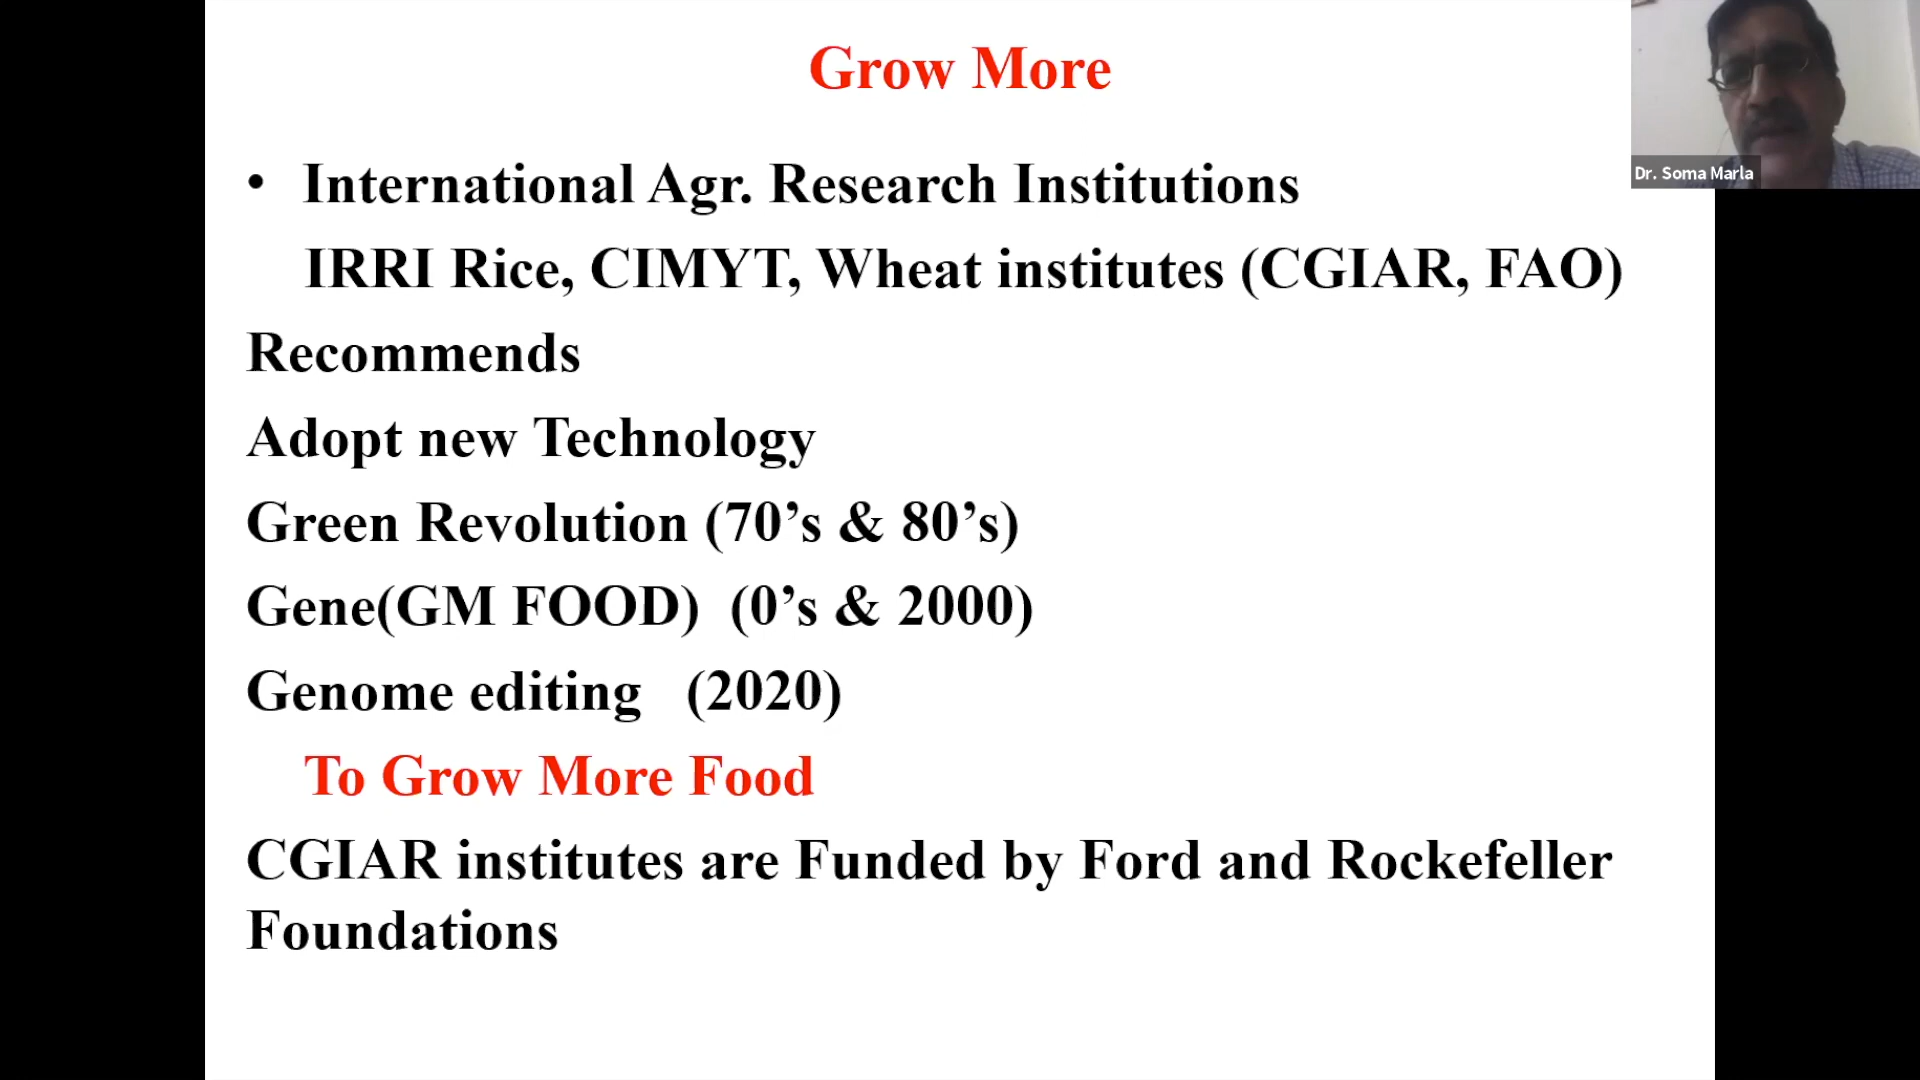 Grow More
Dr. Soma Marla
• International Agr. Research Institutions
IRRI Rice, CIMYT, Wheat institutes (CGIAR, FAO)
Recommends
Adopt new Technology
Green Revolution (70’s & 80’s)
Gene(GM FOOD) (0’s & 2000)
Genome editing (2020)
To Grow More Food
CGIAR institutes are Funded by Ford and Rockefeller
Foundations